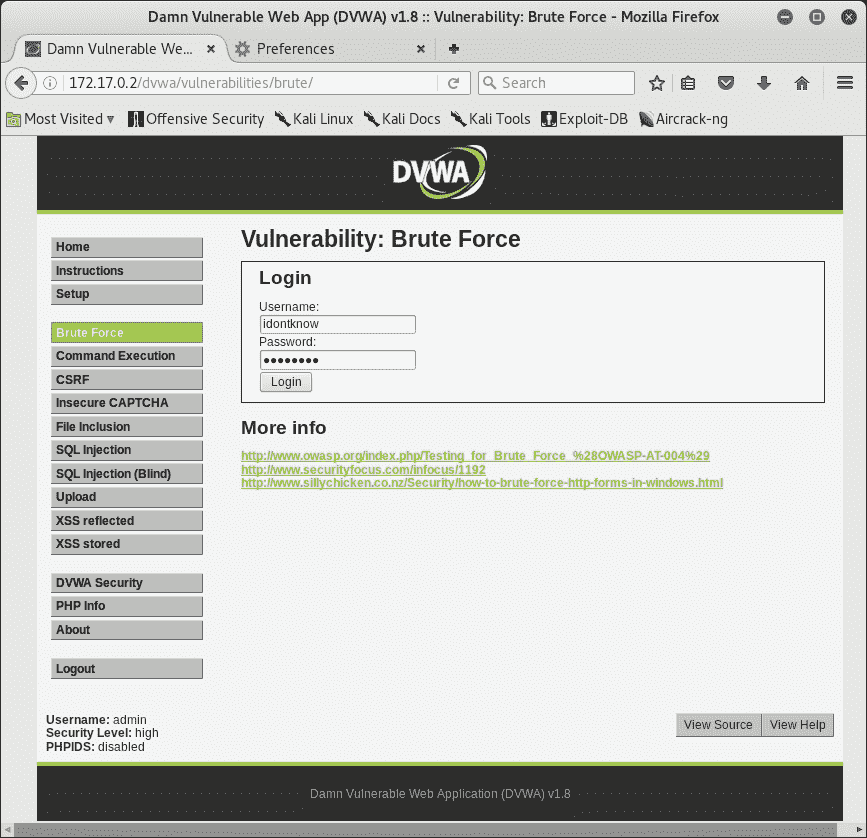 Damn Vulnerable Web App (DVWA) v1.8 :: Vulnerability: Brute Force - Mozilla Firefox
Damn Vulnerable We... × Preferences ×
172.17.0.2/dvwa/vulnerabilities/brute/ Search
Most Visited Offensive Security Kali Linux Kali Docs Kali Tools Exploit-DB Aircrack-ng
DVWA
Home
Instructions
Setup
Brute Force
Command Execution
CSRF
Insecure CAPTCHA
File Inclusion
SQL Injection
SQL Injection (Blind)
Upload
XSS reflected
XSS stored
DVWA Security
PHP Info
About
Logout
Vulnerability: Brute Force
Login
Username:
idontknow
Password:
●●●●●●●●
Login
More info
http://www.owasp.org/index.php/Testing_for_Brute_Force_%28OWASP-AT-004%29
http://www.securityfocus.com/infocus/1192
http://www.sillychicken.co.nz/Security/how-to-brute-force-http-forms-in-windows.html
Username: admin
Security Level: high
PHPIDS: disabled
View Source View Help
Damn Vulnerable Web Application (DVWA) v1.8